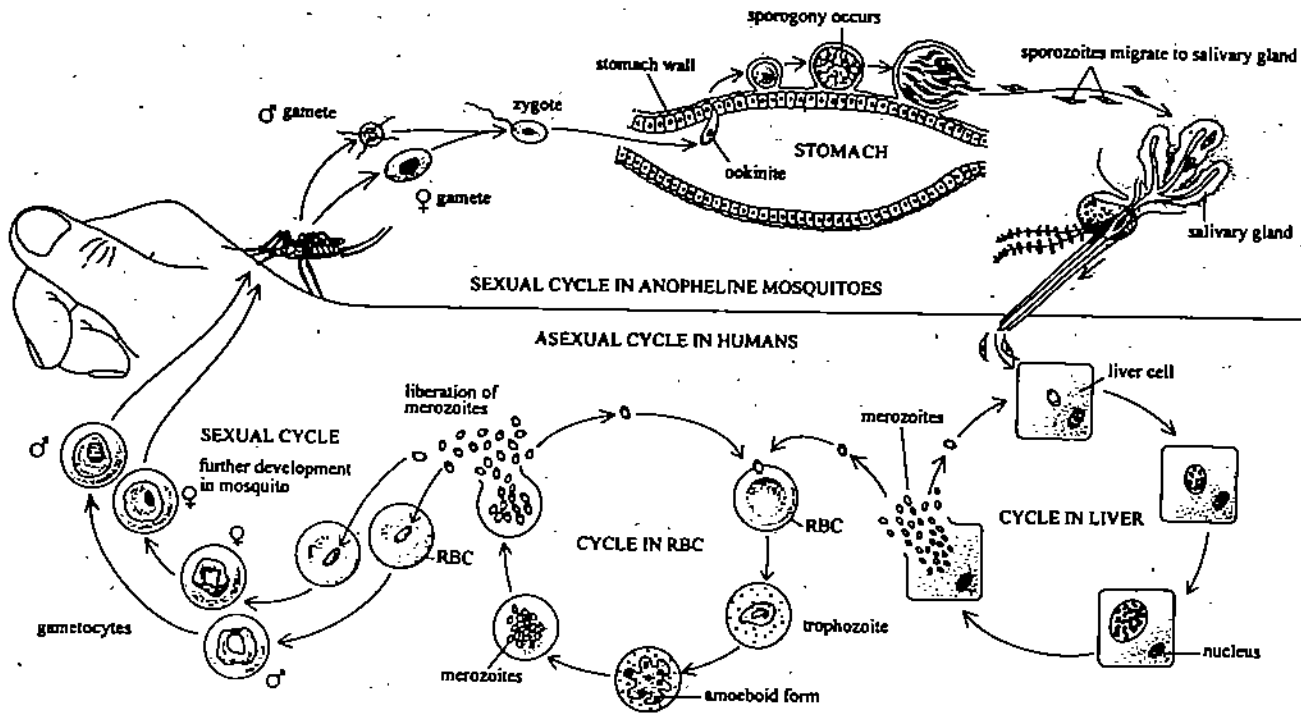 sporogony occurs
stomach wall
sporozoites migrate to salivary gland
♂ gamete
zygote
STOMACH
ookinite
♀ gamete
salivary gland
SEXUAL CYCLE IN ANOPHELINE MOSQUITOES
ASEXUAL CYCLE IN HUMANS
liver cell
liberation of
merozoites
merozoites
♂
SEXUAL CYCLE
further development
in mosquito
♀
RBC
CYCLE IN LIVER
♀
RBC
CYCLE IN RBC
gametocytes
trophozoite
merozoites
nucleus
♂
amoeboid form